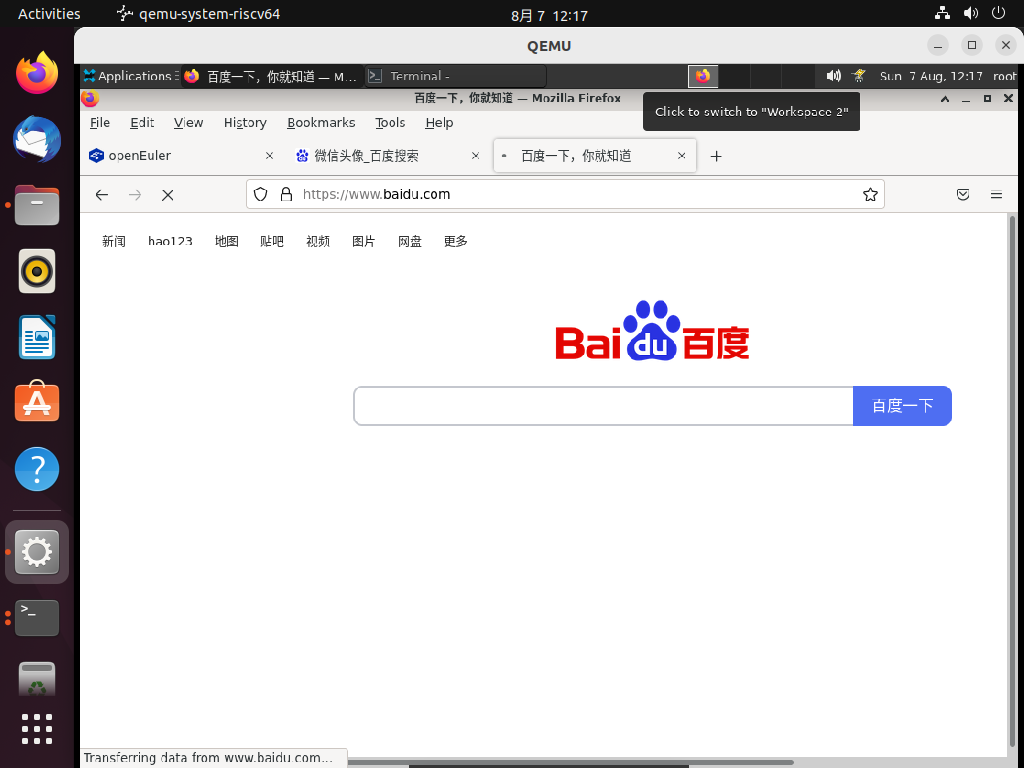 Activities qemu-system-riscv64 8月 7 12:17
QEMU
Applications 百度一下，你就知道 — M... Terminal - Sun 7 Aug, 12:17 root
百度一下，你就知道 — Mozilla Firefox
Click to switch to "Workspace 2"
File Edit View History Bookmarks Tools Help
openEuler 微信头像_百度搜索 百度一下，你就知道
https://www.baidu.com
新闻 hao123 地图 贴吧 视频 图片 网盘 更多
Bai du 百度
百度一下
Transferring data from www.baidu.com...